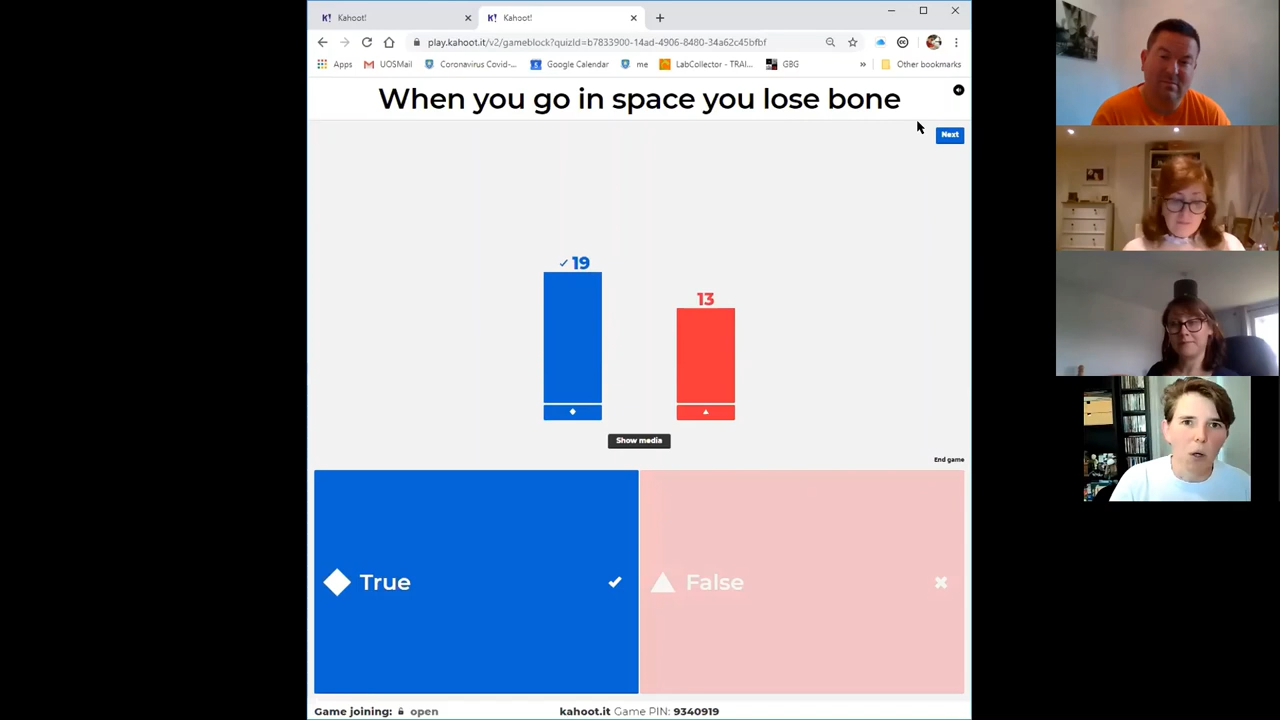 Kahoot!
Kahoot!
play.kahoot.it/v2/gameblock?quizId=b7833900-14ad-4906-8480-34a62c45bfbf
Apps UOSMail Coronavirus Covid-... Google Calendar me LabCollector - TRAI... GBG » Other bookmarks
When you go in space you lose bone
Next
19
13
Show media
End game
True
False
Game joining: open kahoot.it Game PIN: 9340919